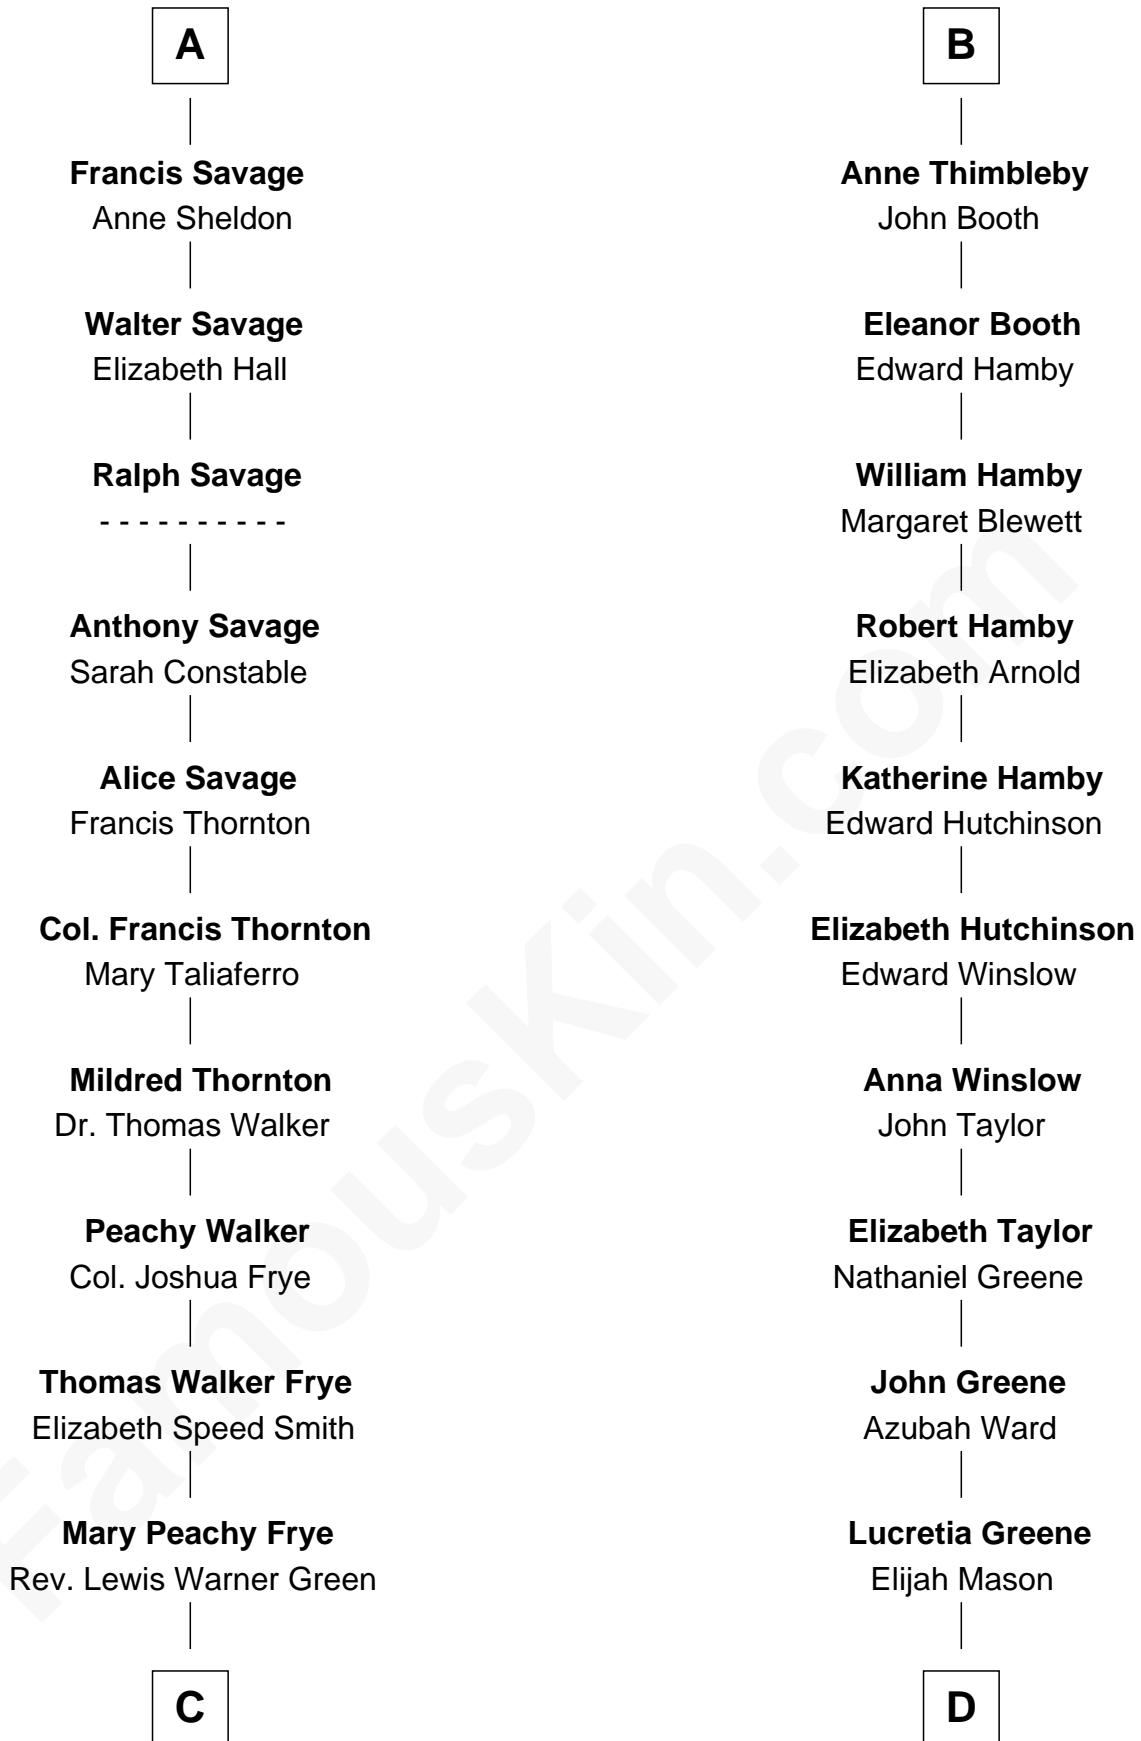 A
Francis Savage
Anne Sheldon
Walter Savage
Elizabeth Hall
Ralph Savage
- - - - - - - - - -
Anthony Savage
Sarah Constable
Alice Savage
Francis Thornton
Col. Francis Thornton
Mary Taliaferro
Mildred Thornton
Dr. Thomas Walker
Peachy Walker
Col. Joshua Frye
Thomas Walker Frye
Elizabeth Speed Smith
Mary Peachy Frye
Rev. Lewis Warner Green
C
B
Anne Thimbleby
John Booth
Eleanor Booth
Edward Hamby
William Hamby
Margaret Blewett
Robert Hamby
Elizabeth Arnold
Katherine Hamby
Edward Hutchinson
Elizabeth Hutchinson
Edward Winslow
Anna Winslow
John Taylor
Elizabeth Taylor
Nathaniel Greene
John Greene
Azubah Ward
Lucretia Greene
Elijah Mason
D
FamousKin.com